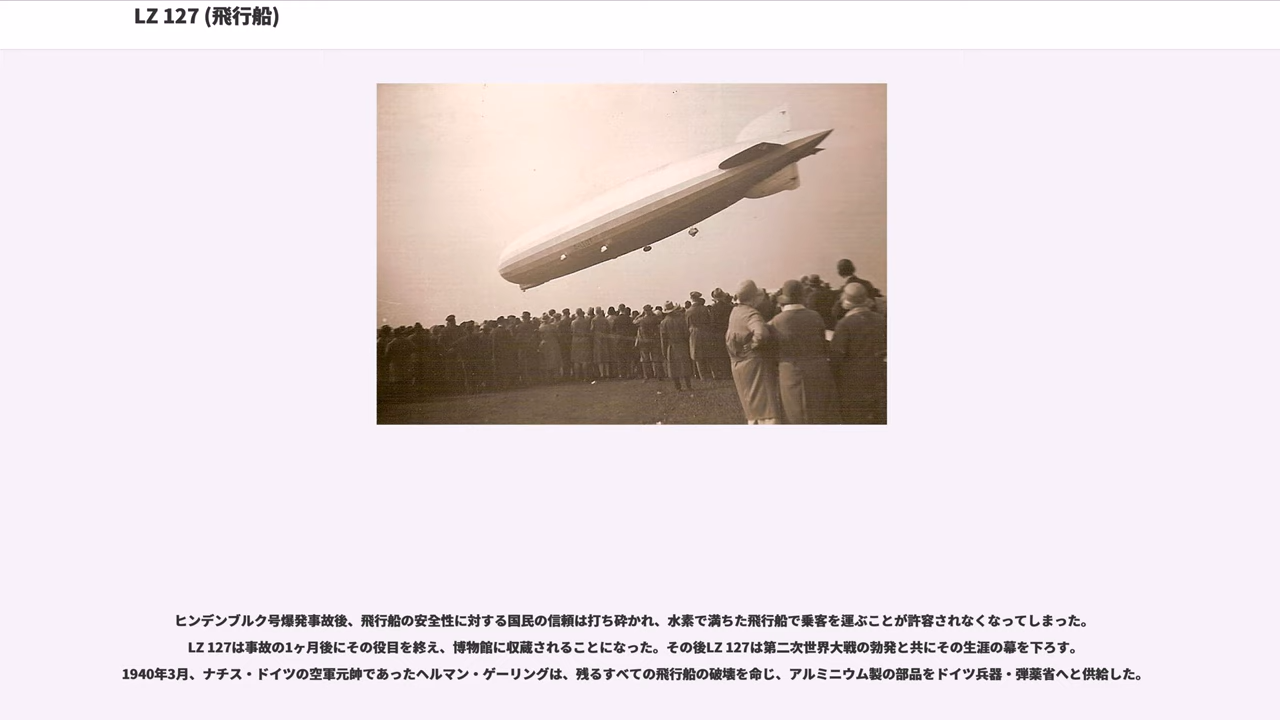 LZ 127 (飛行船)
ヒンデンブルク号爆発事故後、飛行船の安全性に対する国民の信頼は打ち砕かれ、水素で満ちた飛行船で乗客を運ぶことが許容されなくなってしまった。
LZ 127は事故の1ヶ月後にその役目を終え、博物館に収蔵されることになった。その後LZ 127は第二次世界大戦の勃発と共にその生涯の幕を下ろす。
1940年3月、ナチス・ドイツの空軍元帥であったヘルマン・ゲーリングは、残るすべての飛行船の破壊を命じ、アルミニウム製の部品をドイツ兵器・弾薬省へと供給した。